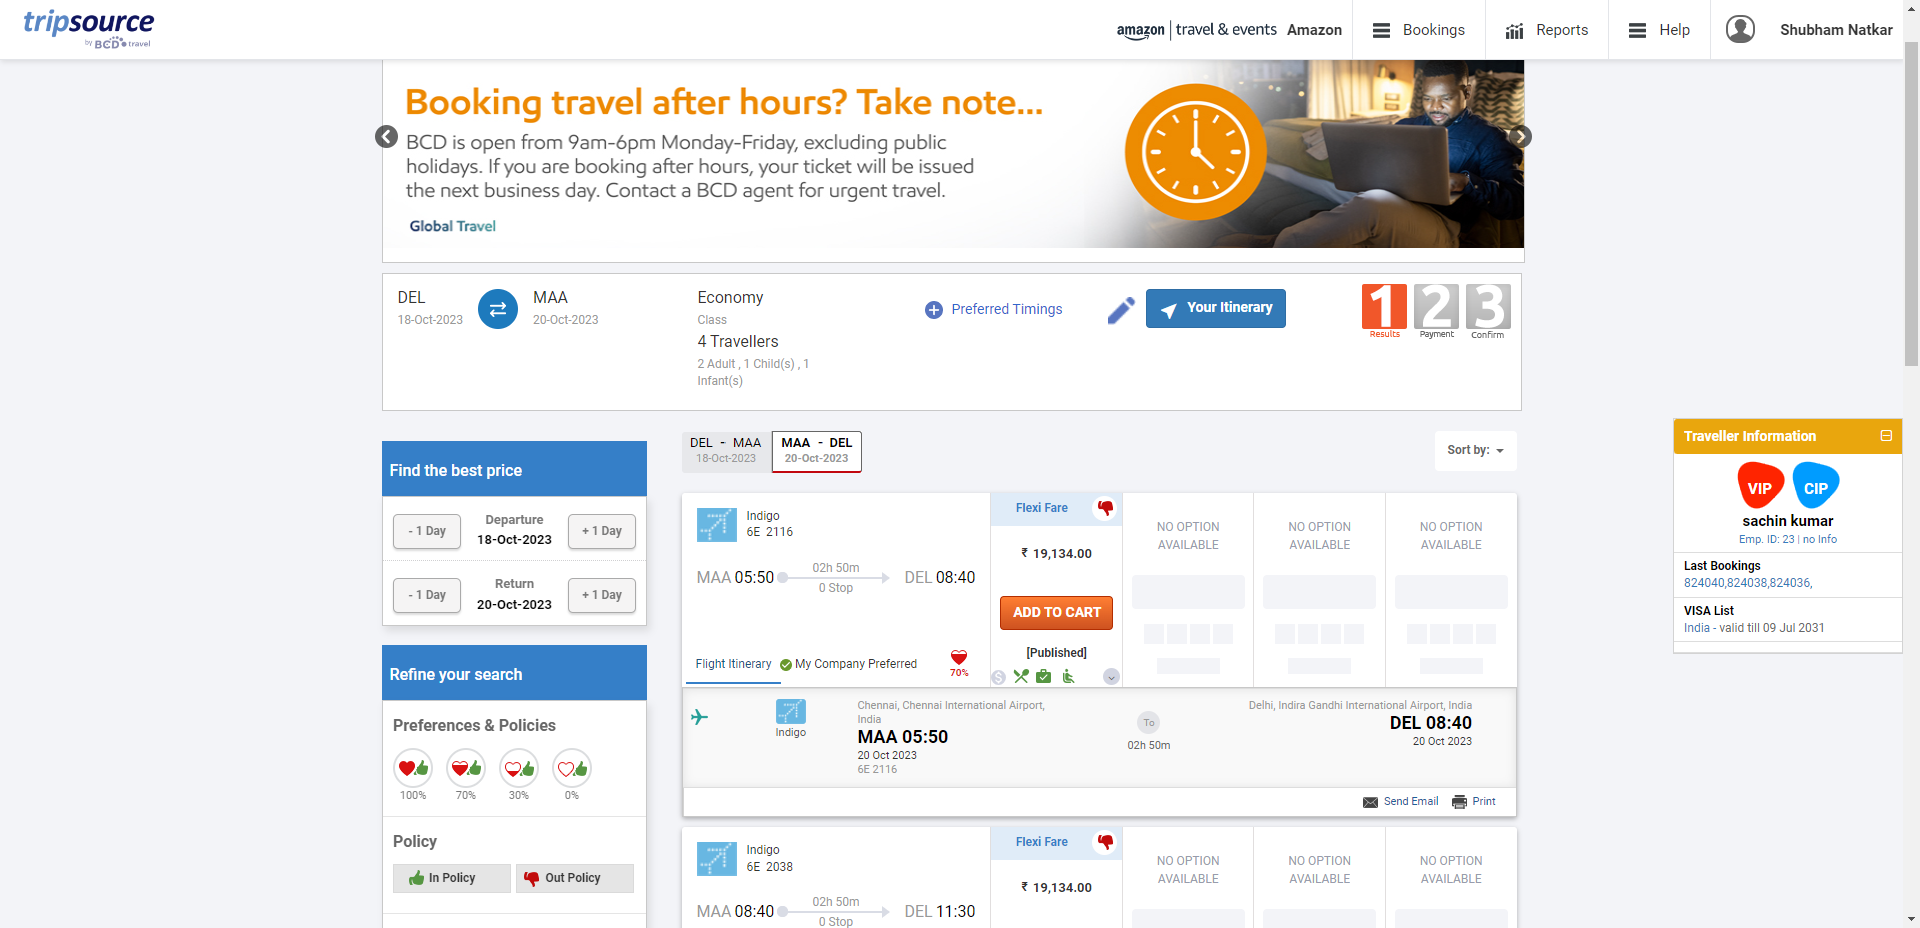 tripsource
by BCD travel
amazon | travel & events Amazon
Bookings
Reports
Help
Shubham Natkar
Booking travel after hours? Take note...
BCD is open from 9am-6pm Monday-Friday, excluding public
holidays. If you are booking after hours, your ticket will be issued
the next business day. Contact a BCD agent for urgent travel.
Global Travel
DEL
18-Oct-2023
MAA
20-Oct-2023
Economy
Class
4 Travellers
2 Adult , 1 Child(s) , 1
Infant(s)
Preferred Timings
Your Itinerary
1
Results
2
Payment
3
Confirm
Find the best price
- 1 Day
Departure
18-Oct-2023
+ 1 Day
- 1 Day
Return
20-Oct-2023
+ 1 Day
Refine your search
Preferences & Policies
100%
70%
30%
0%
Policy
In Policy
Out Policy
DEL - MAA
18-Oct-2023
MAA - DEL
20-Oct-2023
Sort by:
Indigo
6E 2116
MAA 05:50
02h 50m
0 Stop
DEL 08:40
Flight Itinerary
My Company Preferred
70%
Flexi Fare
₹ 19,134.00
ADD TO CART
[Published]
NO OPTION
AVAILABLE
NO OPTION
AVAILABLE
NO OPTION
AVAILABLE
Indigo
Chennai, Chennai International Airport,
India
MAA 05:50
20 Oct 2023
6E 2116
To
02h 50m
Delhi, Indira Gandhi International Airport, India
DEL 08:40
20 Oct 2023
Send Email
Print
Indigo
6E 2038
MAA 08:40
02h 50m
0 Stop
DEL 11:30
Flexi Fare
₹ 19,134.00
NO OPTION
AVAILABLE
NO OPTION
AVAILABLE
NO OPTION
AVAILABLE
Traveller Information
VIP
CIP
sachin kumar
Emp. ID: 23 | no Info
Last Bookings
824040,824038,824036,
VISA List
India - valid till 09 Jul 2031